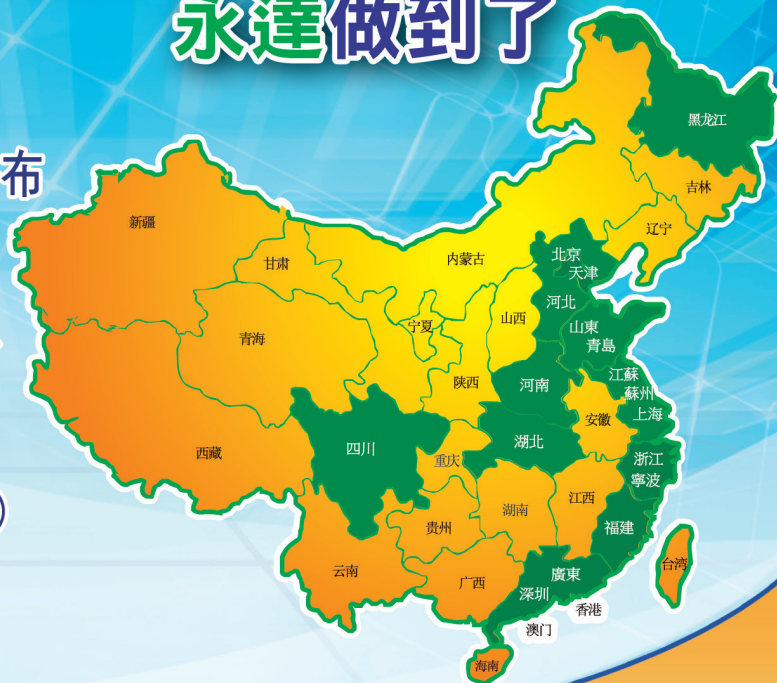 永達做到了
布
黑龙江
吉林
辽宁
新疆
甘肃
内蒙古
北京
天津
河北
宁夏
山西
山東
青島
青海
陕西
河南
江蘇
蘇州
上海
安徽
四川
湖北
西藏
重庆
浙江
寧波
湖南
江西
贵州
福建
云南
广西
台湾
廣東
深圳
香港
澳门
海南
)